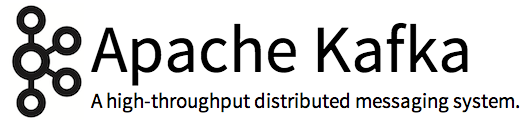 Apache Kafka
A high-throughput distributed messaging system.